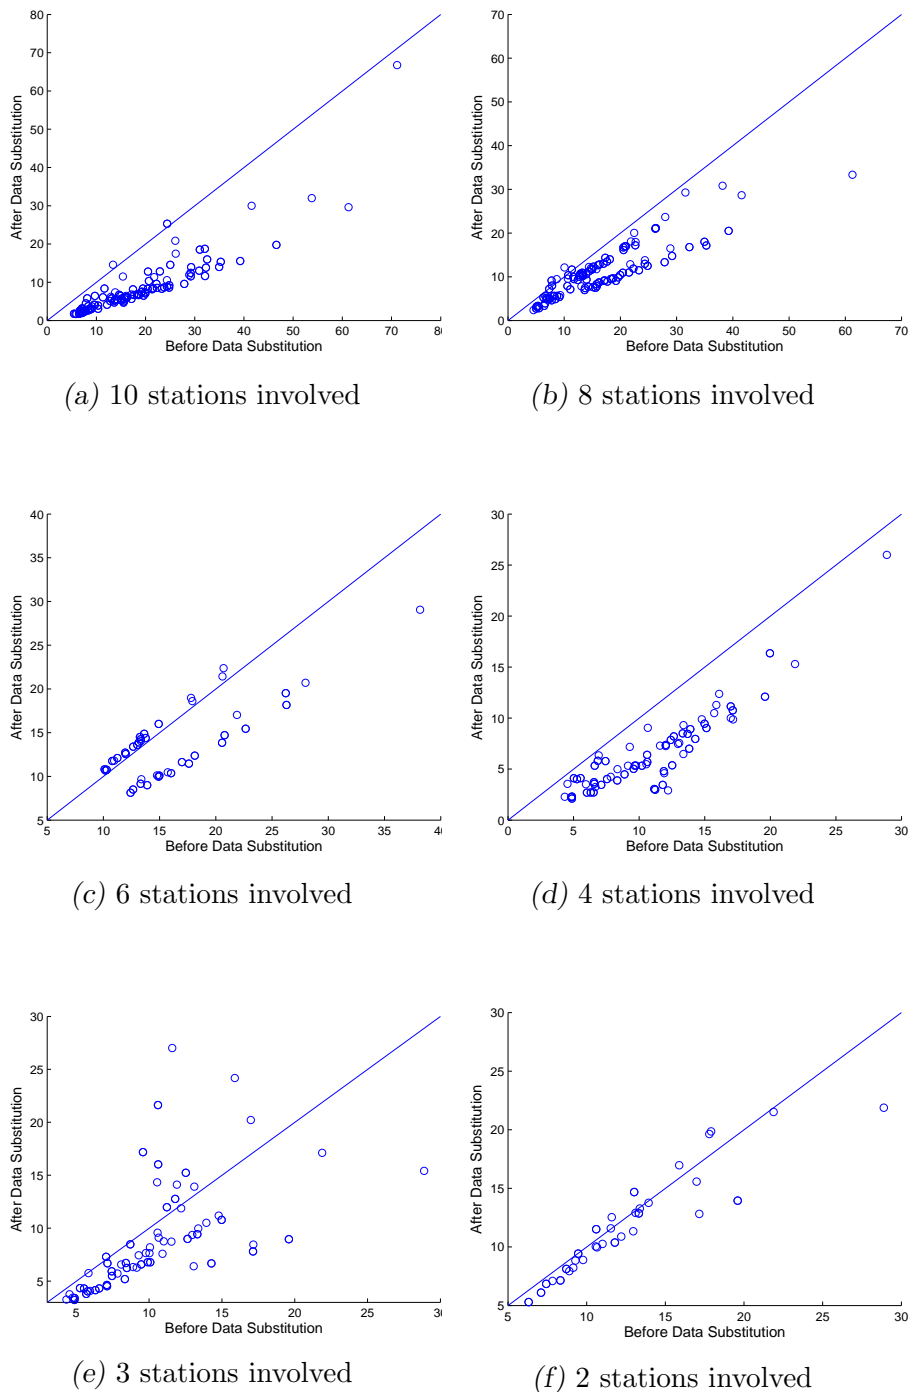 80
70
60
50
40
30
20
10
0
After Data Substitution
0 10 20 30 40 50 60 70 80
Before Data Substitution
(a) 10 stations involved
70
60
50
40
30
20
10
0
After Data Substitution
0 10 20 30 40 50 60 70
Before Data Substitution
(b) 8 stations involved
40
35
30
25
20
15
10
5
After Data Substitution
5 10 15 20 25 30 35 40
Before Data Substitution
(c) 6 stations involved
30
25
20
15
10
5
0
After Data Substitution
0 5 10 15 20 25 30
Before Data Substitution
(d) 4 stations involved
30
25
20
15
10
5
After Data Substitution
5 10 15 20 25 30
Before Data Substitution
(e) 3 stations involved
30
25
20
15
10
5
After Data Substitution
5 10 15 20 25 30
Before Data Substitution
(f) 2 stations involved